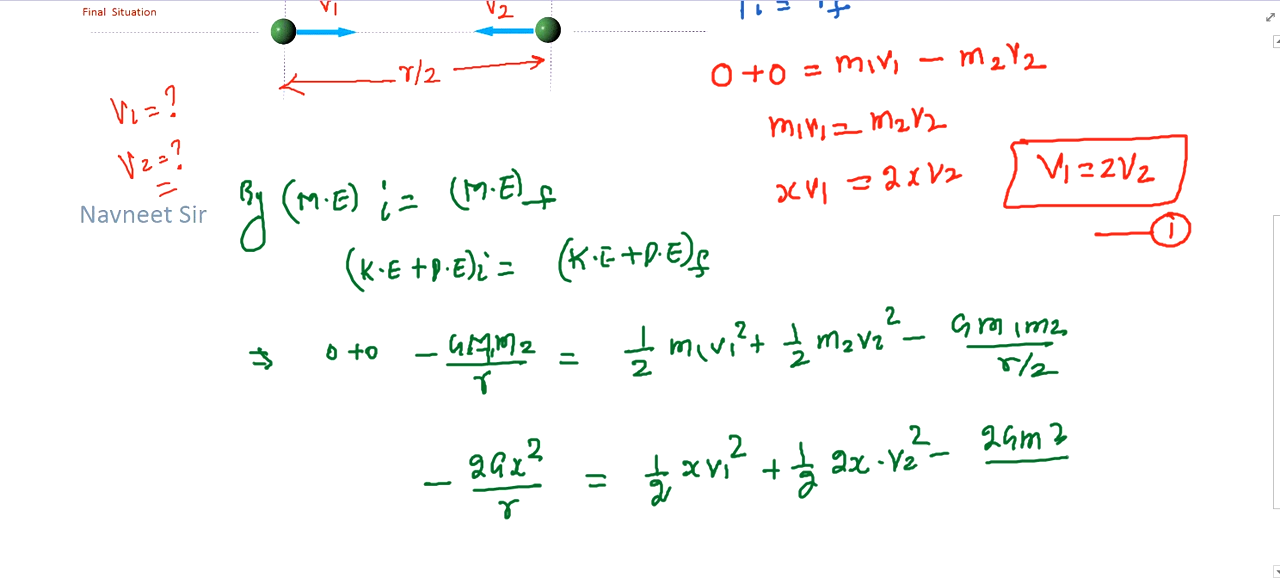 Final Situation
V1 V2
r/2
0 + 0 = m1v1 - m2v2
V1 = ?
m1v1 = m2v2
V2 = ?
xv1 = 2xv2
V1 = 2V2
i
Navneet Sir
By (M.E)i = (M.E)f
(K.E + P.E)i = (K.E + P.E)f
⇒ 0+0 - Gm1m2/r = 1/2 m1v1² + 1/2 m2v2² - Gm1m2/r/2
- 2Gx²/r = 1/2 xv1² + 1/2 2x.v2² - 2Gm2